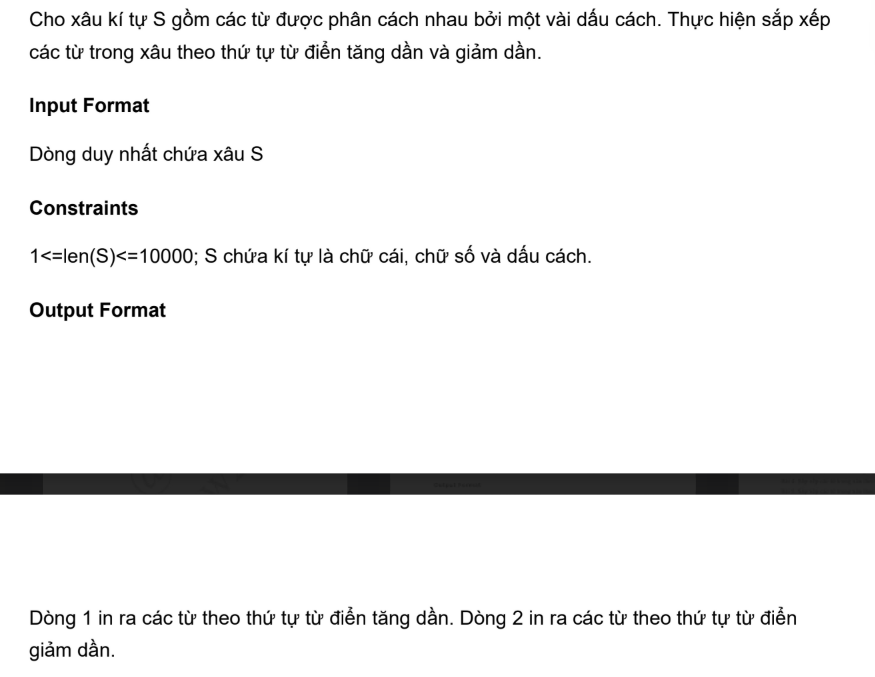 Cho xâu kí tự S gồm các từ được phân cách nhau bởi một vài dấu cách. Thực hiện sắp xếp
các từ trong xâu theo thứ tự từ điển tăng dần và giảm dần.
Input Format
Dòng duy nhất chứa xâu S
Constraints
1<=len(S)<=10000; S chứa kí tự là chữ cái, chữ số và dấu cách.
Output Format
Dòng 1 in ra các từ theo thứ tự từ điển tăng dần. Dòng 2 in ra các từ theo thứ tự từ điển
giảm dần.